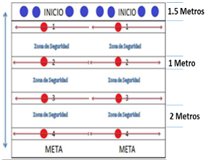 INICIO INICIO 1.5 Metros
1 1
Zona de Seguridad Zona de Seguridad
2 2 1 Metro
Zona de Seguridad Zona de Seguridad
3 3
2 Metros
Zona de Seguridad Zona de Seguridad
4 4
META META